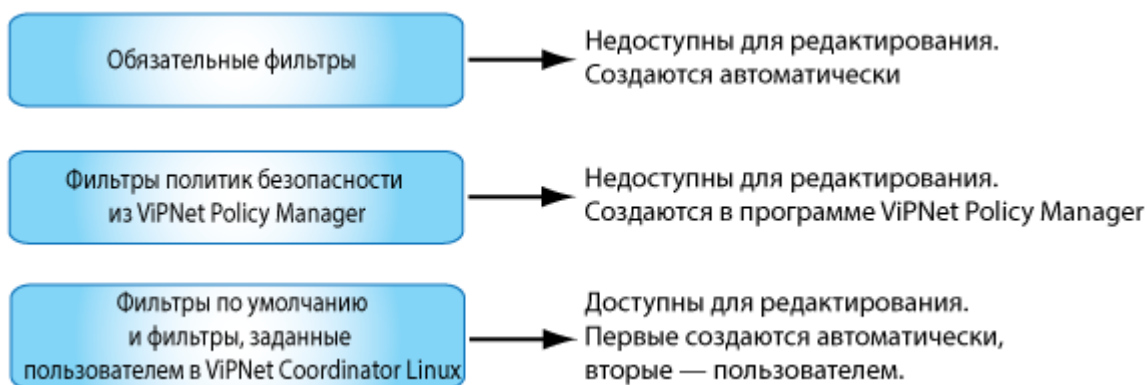 Обязательные фильтры
Недоступны для редактирования.
Создаются автоматически
Фильтры политик безопасности
из ViPNet Policy Manager
Недоступны для редактирования.
Создаются в программе ViPNet Policy Manager
Фильтры по умолчанию
и фильтры, заданные
пользователем в ViPNet Coordinator Linux
Доступны для редактирования.
Первые создаются автоматически,
вторые — пользователем.